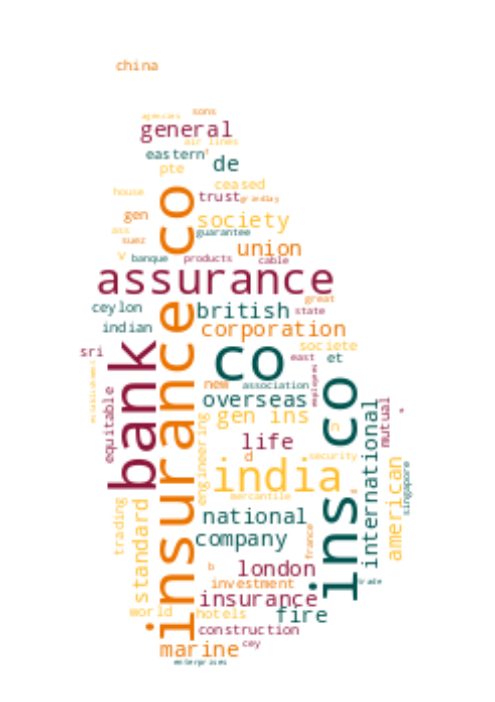 china
agencies
sons
general
air lines
eastern
de
pte
ceased
house
trust
grindlay
gen
society
ass
guarantee
suez
union
v
banque
products
cable
assurance
great
ceylon
british
state
indian
corporation
insurance co
societe
sri
co
east
et
bank
new
association
employees
establishment
overseas
equitable
gen ins
n
mutual
life
engineering
d
security
india
ins co
international
american
singapore
mercantile
trading
standard
national
company
france
b
london
investment
trade
insurance
world
hotels
fire
construction
marine
cey
enterprises